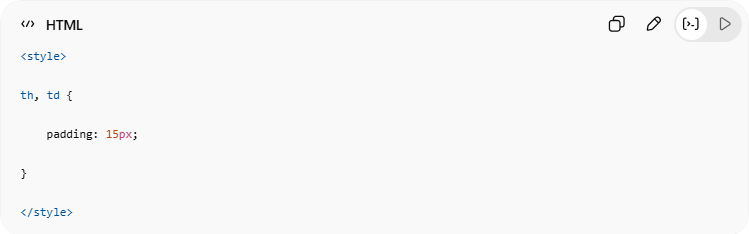 HTML
<style>
th, td {
padding: 15px;
}
</style>